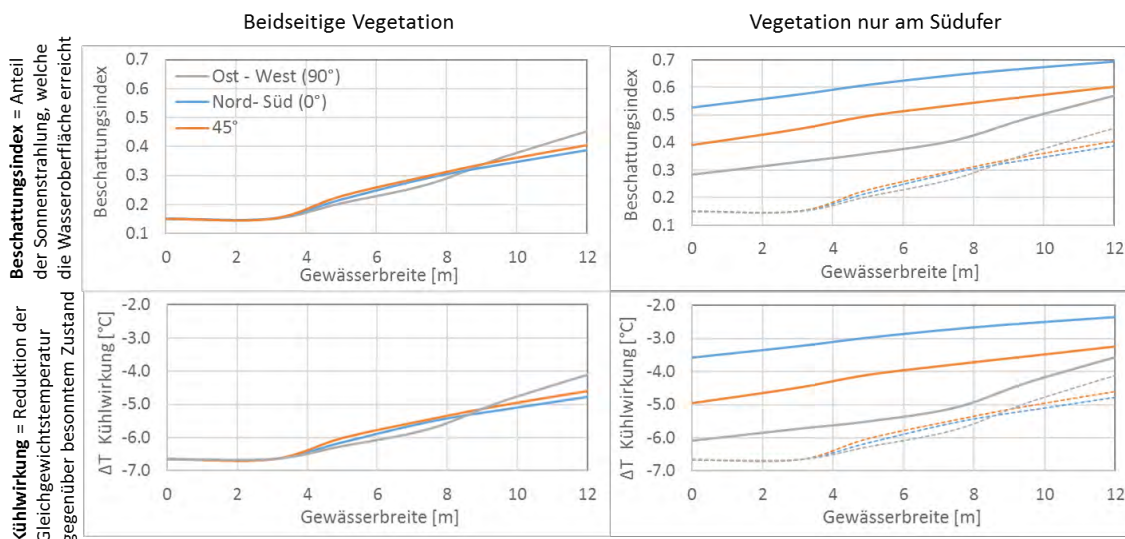 Beidseitige Vegetation
Vegetation nur am Südufer
Beschattungsindex = Anteil
der Sonnenstrahlung, welche
die Wasseroberfläche erreicht
Beschattungsindex
0.7
0.6
0.5
0.4
0.3
0.2
0.1
Ost - West (90°)
Nord- Süd (0°)
45°
0 2 4 6 8 10 12
Gewässerbreite [m]
Beschattungsindex
0.7
0.6
0.5
0.4
0.3
0.2
0.1
0 2 4 6 8 10 12
Gewässerbreite [m]
Kühlwirkung = Reduktion der
Gleichgewichtstemperatur
gegenüber besonntem Zustand
ΔT Kühlwirkung [°C]
-2.0
-3.0
-4.0
-5.0
-6.0
-7.0
0 2 4 6 8 10 12
Gewässerbreite [m]
ΔT Kühlwirkung [°C]
-2.0
-3.0
-4.0
-5.0
-6.0
-7.0
0 2 4 6 8 10 12
Gewässerbreite [m]